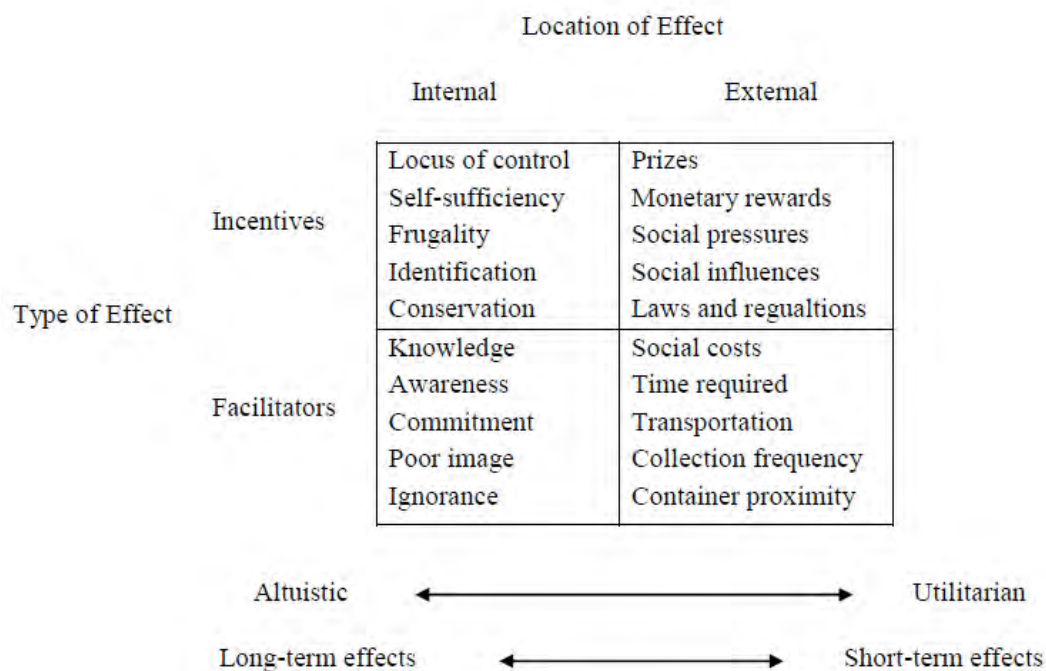 Location of Effect
Internal External
Locus of control Prizes
Self-sufficiency Monetary rewards
Incentives Frugality Social pressures
Identification Social influences
Type of Effect Conservation Laws and regualtions
Knowledge Social costs
Awareness Time required
Facilitators Commitment Transportation
Poor image Collection frequency
Ignorance Container proximity
Altuistic Utilitarian
Long-term effects Short-term effects